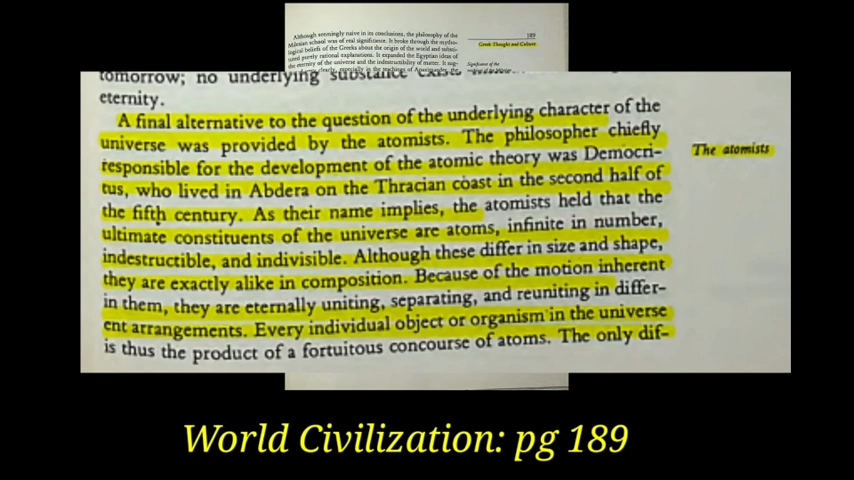 Although seemingly naive in its conclusions, the philosophy of the
Milesian school was of real significance. It broke through the mytho-
logical beliefs of the Greeks about the origin of the world and substi-
tuted purely rational explanations. It expanded the Egyptian ideas of
the eternity of the universe and the indestructibility of matter. It sug-
clearly, especially in the teachings of
189
Greek Thought and Culture
Significance of the
tomorrow; no underlying substance exists
eternity.
A final alternative to the question of the underlying character of the
universe was provided by the atomists. The philosopher chiefly
responsible for the development of the atomic theory was Democri-
tus, who lived in Abdera on the Thracian coast in the second half of
the fifth century. As their name implies, the atomists held that the
ultimate constituents of the universe are atoms, infinite in number,
indestructible, and indivisible. Although these differ in size and shape,
they are exactly alike in composition. Because of the motion inherent
in them, they are eternally uniting, separating, and reuniting in differ-
ent arrangements. Every individual object or organism in the universe
is thus the product of a fortuitous concourse of atoms. The only dif-
The atomists
World Civilization: pg 189